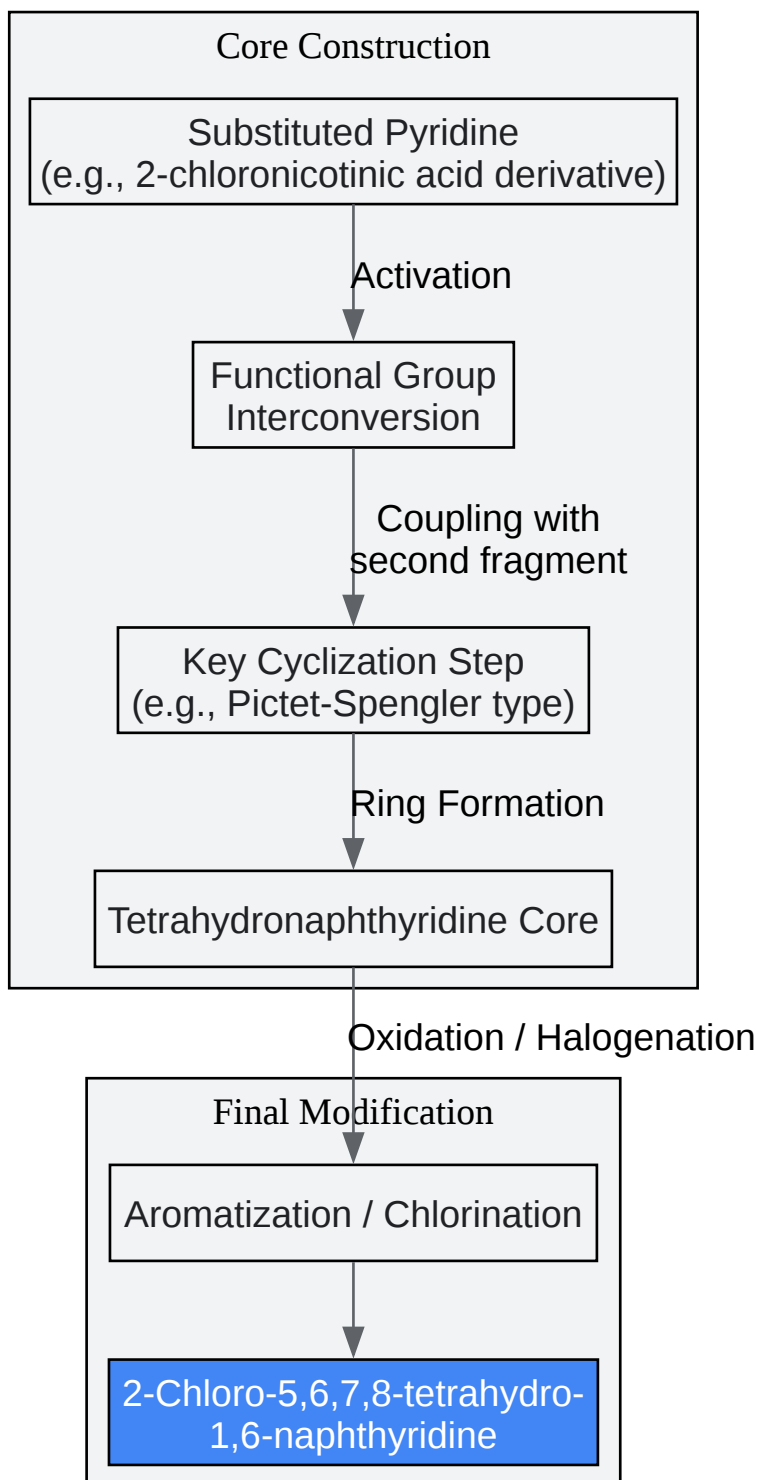 Core Construction
Substituted Pyridine
(e.g., 2-chloronicotinic acid derivative)
Activation
Functional Group
Interconversion
Coupling with
second fragment
Key Cyclization Step
(e.g., Pictet-Spengler type)
Ring Formation
Tetrahydronaphthyridine Core
Oxidation / Halogenation
Final Modification
Aromatization / Chlorination
2-Chloro-5,6,7,8-tetrahydro-
1,6-naphthyridine